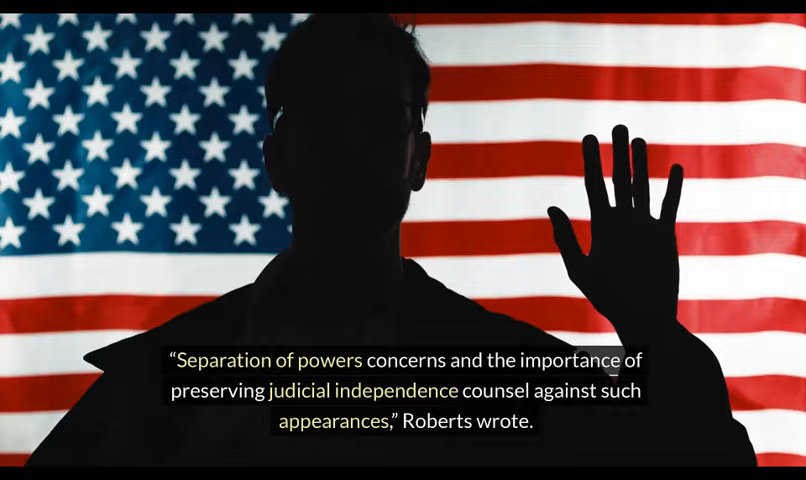 “Separation of powers concerns and the importance of
preserving judicial independence counsel against such
appearances,” Roberts wrote.